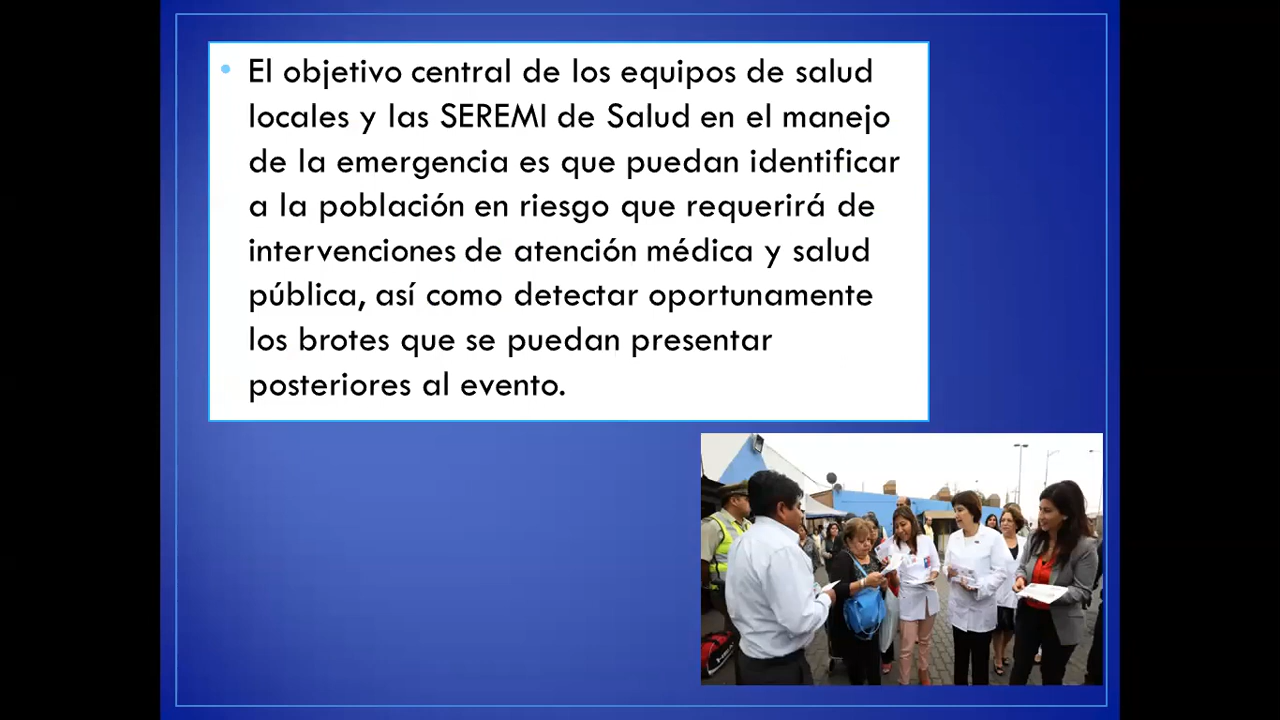 El objetivo central de los equipos de salud
locales y las SEREMI de Salud en el manejo
de la emergencia es que puedan identificar
a la población en riesgo que requerirá de
intervenciones de atención médica y salud
pública, así como detectar oportunamente
los brotes que se puedan presentar
posteriores al evento.